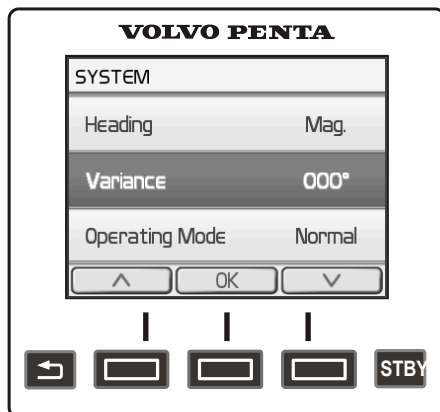 VOLVO PENTA
SYSTEM
Heading Mag.
Variance 000°
Operating Mode Normal
OK
STBY